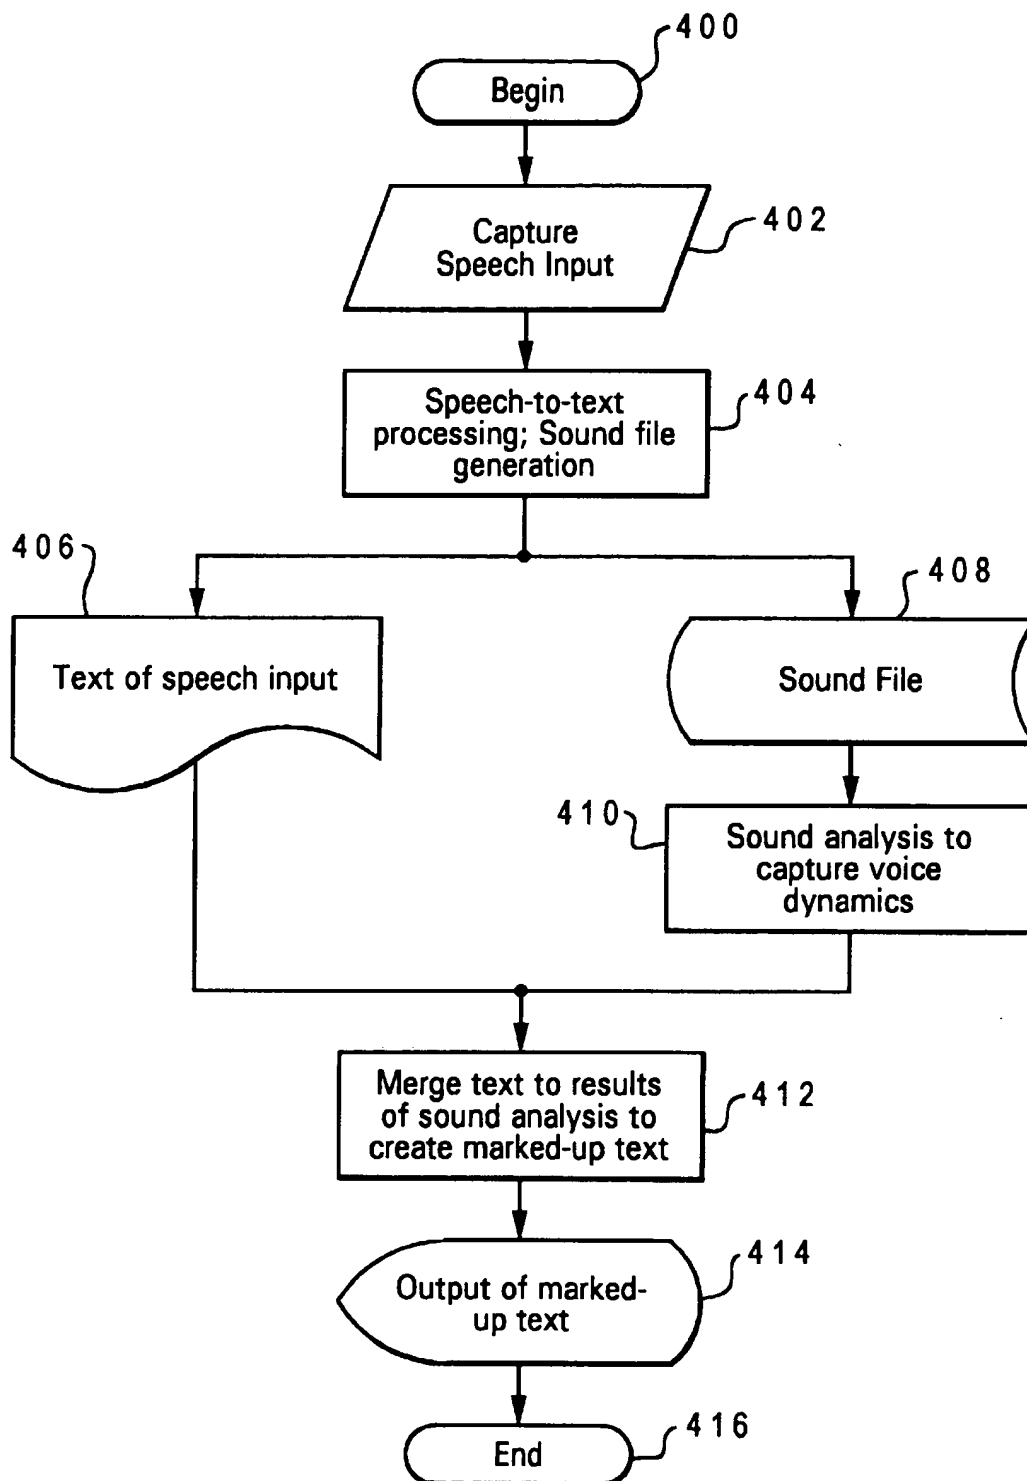 400
Begin
402
Capture
Speech Input
404
Speech-to-text
processing; Sound file
generation
406
408
Text of speech input
Sound File
410
Sound analysis to
capture voice
dynamics
Merge text to results
of sound analysis to
create marked-up text
412
414
Output of marked-
up text
416
End